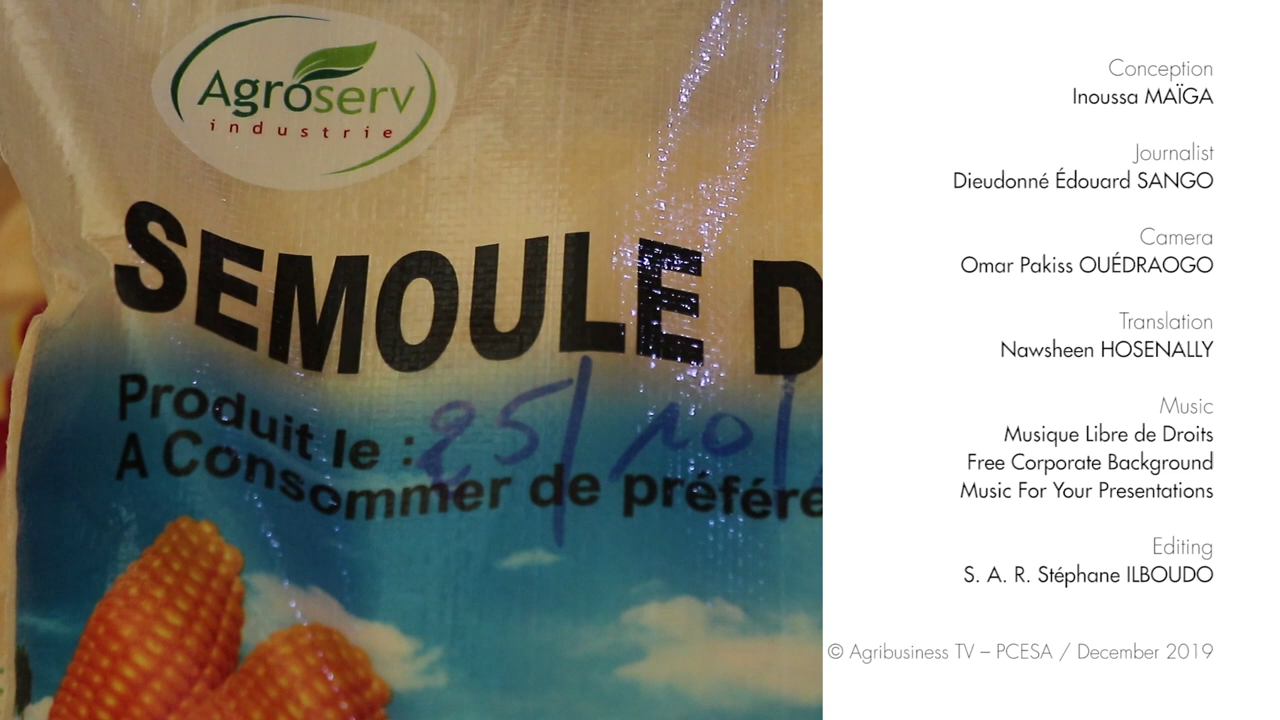 Agroserv
industrie
SEMOULE D
Produit le : 25/10/
A Consommer de préfére
Conception
Inoussa MAÏGA
Journalist
Dieudonné Édouard SANGO
Camera
Omar Pakiss OUÉDRAOGO
Translation
Nawsheen HOSENALLY
Music
Musique Libre de Droits
Free Corporate Background
Music For Your Presentations
Editing
S. A. R. Stéphane ILBOUDO
© Agribusiness TV – PCESA / December 2019